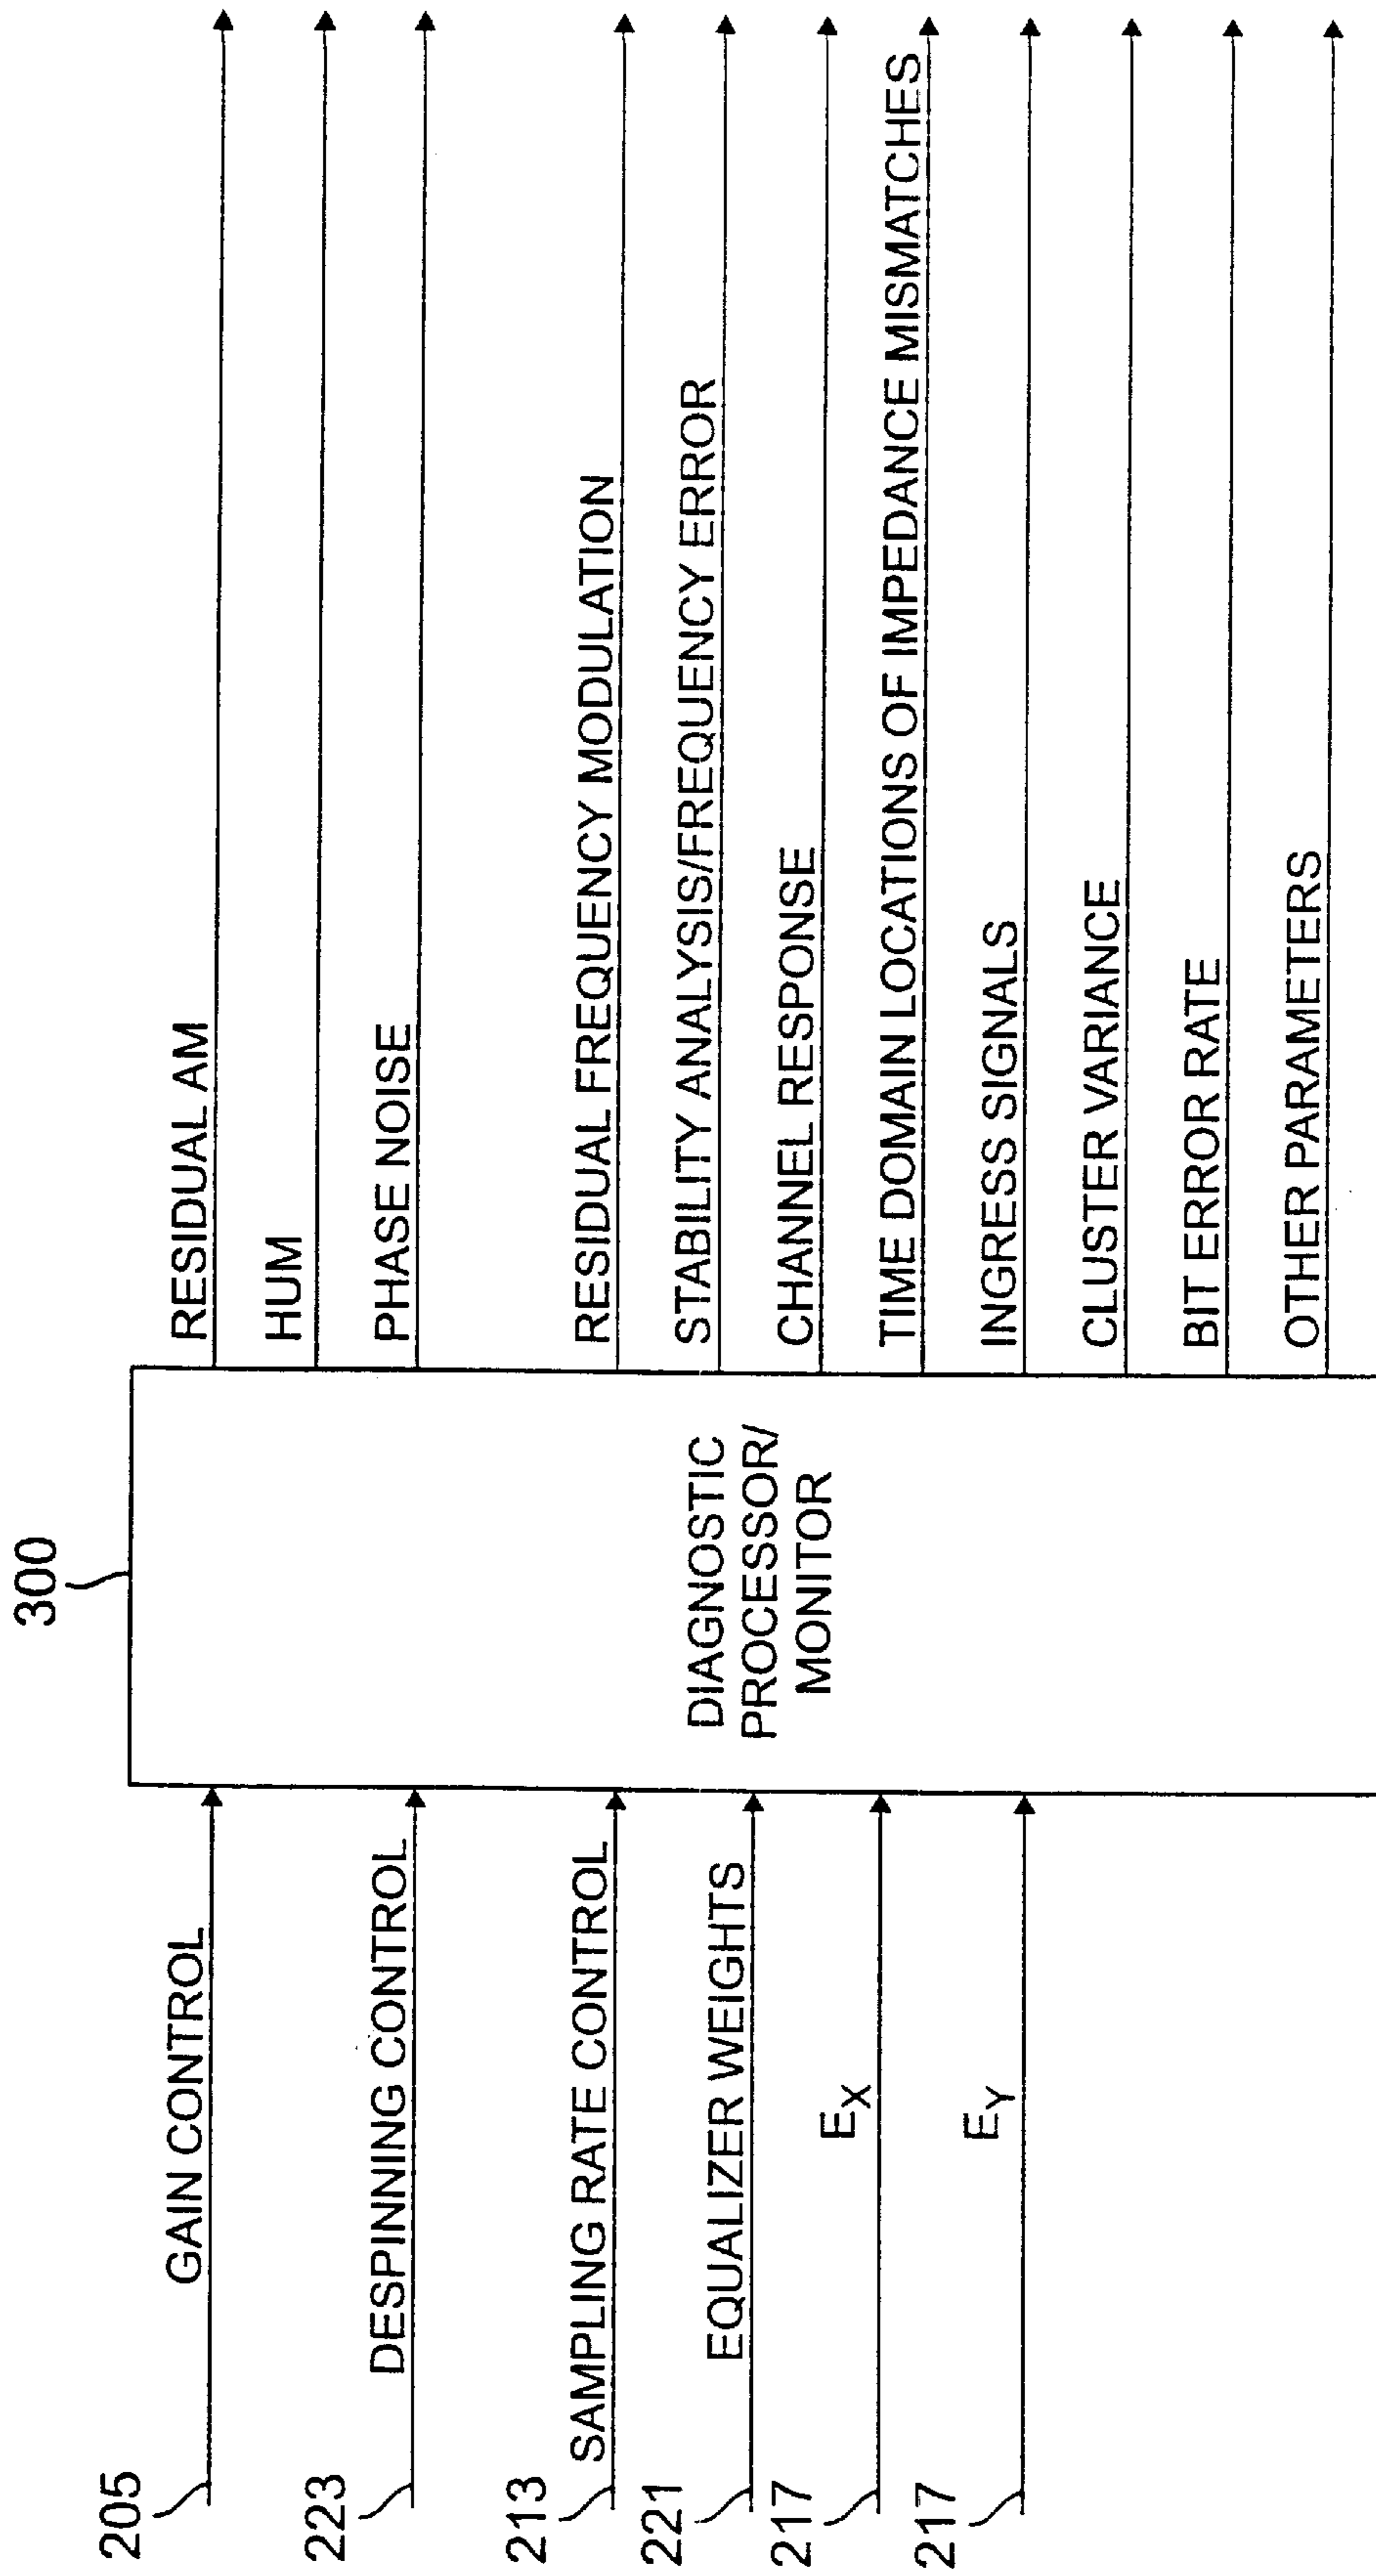 300
205
GAIN CONTROL
223
DESPINNING CONTROL
213
SAMPLING RATE CONTROL
221
EQUALIZER WEIGHTS
217
EX
217
EY
DIAGNOSTIC
PROCESSOR/
MONITOR
RESIDUAL AM
HUM
PHASE NOISE
RESIDUAL FREQUENCY MODULATION
STABILITY ANALYSIS/FREQUENCY ERROR
CHANNEL RESPONSE
TIME DOMAIN LOCATIONS OF IMPEDANCE MISMATCHES
INGRESS SIGNALS
CLUSTER VARIANCE
BIT ERROR RATE
OTHER PARAMETERS